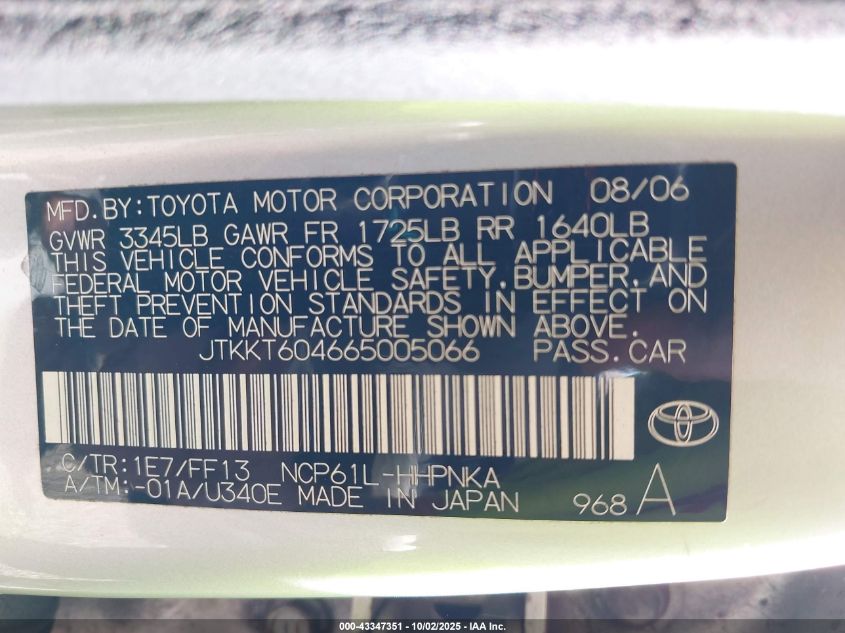 MFD.BY:TOYOTA MOTOR CORPORATION 08/06
GVWR 3345LB GAWR FR 1725LB RR 1640LB
THIS VEHICLE CONFORMS TO ALL APPLICABLE
FEDERAL MOTOR VEHICLE SAFETY,BUMPER,AND
THEFT PREVENTION STANDARDS IN EFFECT ON
THE DATE OF MANUFACTURE SHOWN ABOVE.
JTKKT604665005066 PASS.CAR
C/TR:1E7/FF13 NCP61L-HHPNKA
A/TM:-01A/U340E MADE IN JAPAN 968A
000-43347351 | 10/02/2025 | IAA Inc.